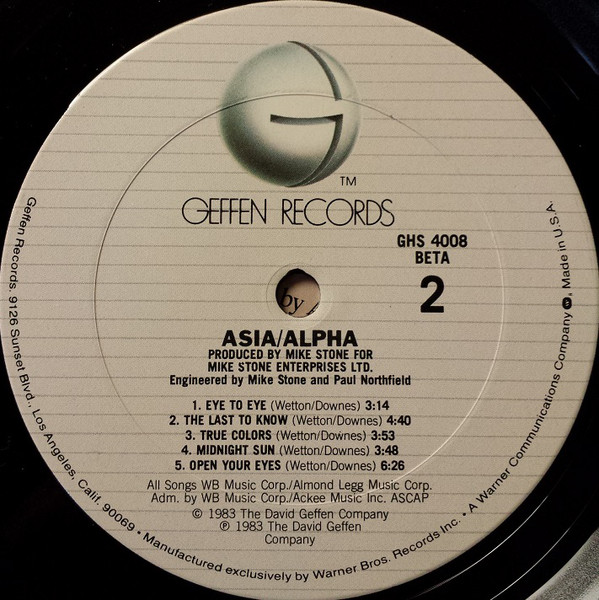 TM
GEFFEN RECORDS
GHS 4008
BETA
2
by
ASIA/ALPHA
PRODUCED BY MIKE STONE FOR
MIKE STONE ENTERPRISES LTD.
Engineered by Mike Stone and Paul Northfield
1. EYE TO EYE (Wetton/Downes) 3:14
2. THE LAST TO KNOW (Wetton/Downes) 4:40
3. TRUE COLORS (Wetton/Downes) 3:53
4. MIDNIGHT SUN (Wetton/Downes) 3:48
5. OPEN YOUR EYES (Wetton/Downes) 6:26
All Songs WB Music Corp./Almond Legg Music Corp.
Adm. by WB Music Corp./Ackee Music Inc. ASCAP
© 1983 The David Geffen Company
℗ 1983 The David Geffen
Company
Geffen Records, 9126 Sunset Blvd., Los Angeles, Calif. 90069 • Manufactured exclusively by Warner Bros. Records Inc. • A Warner Communications Company. Made in U.S.A.